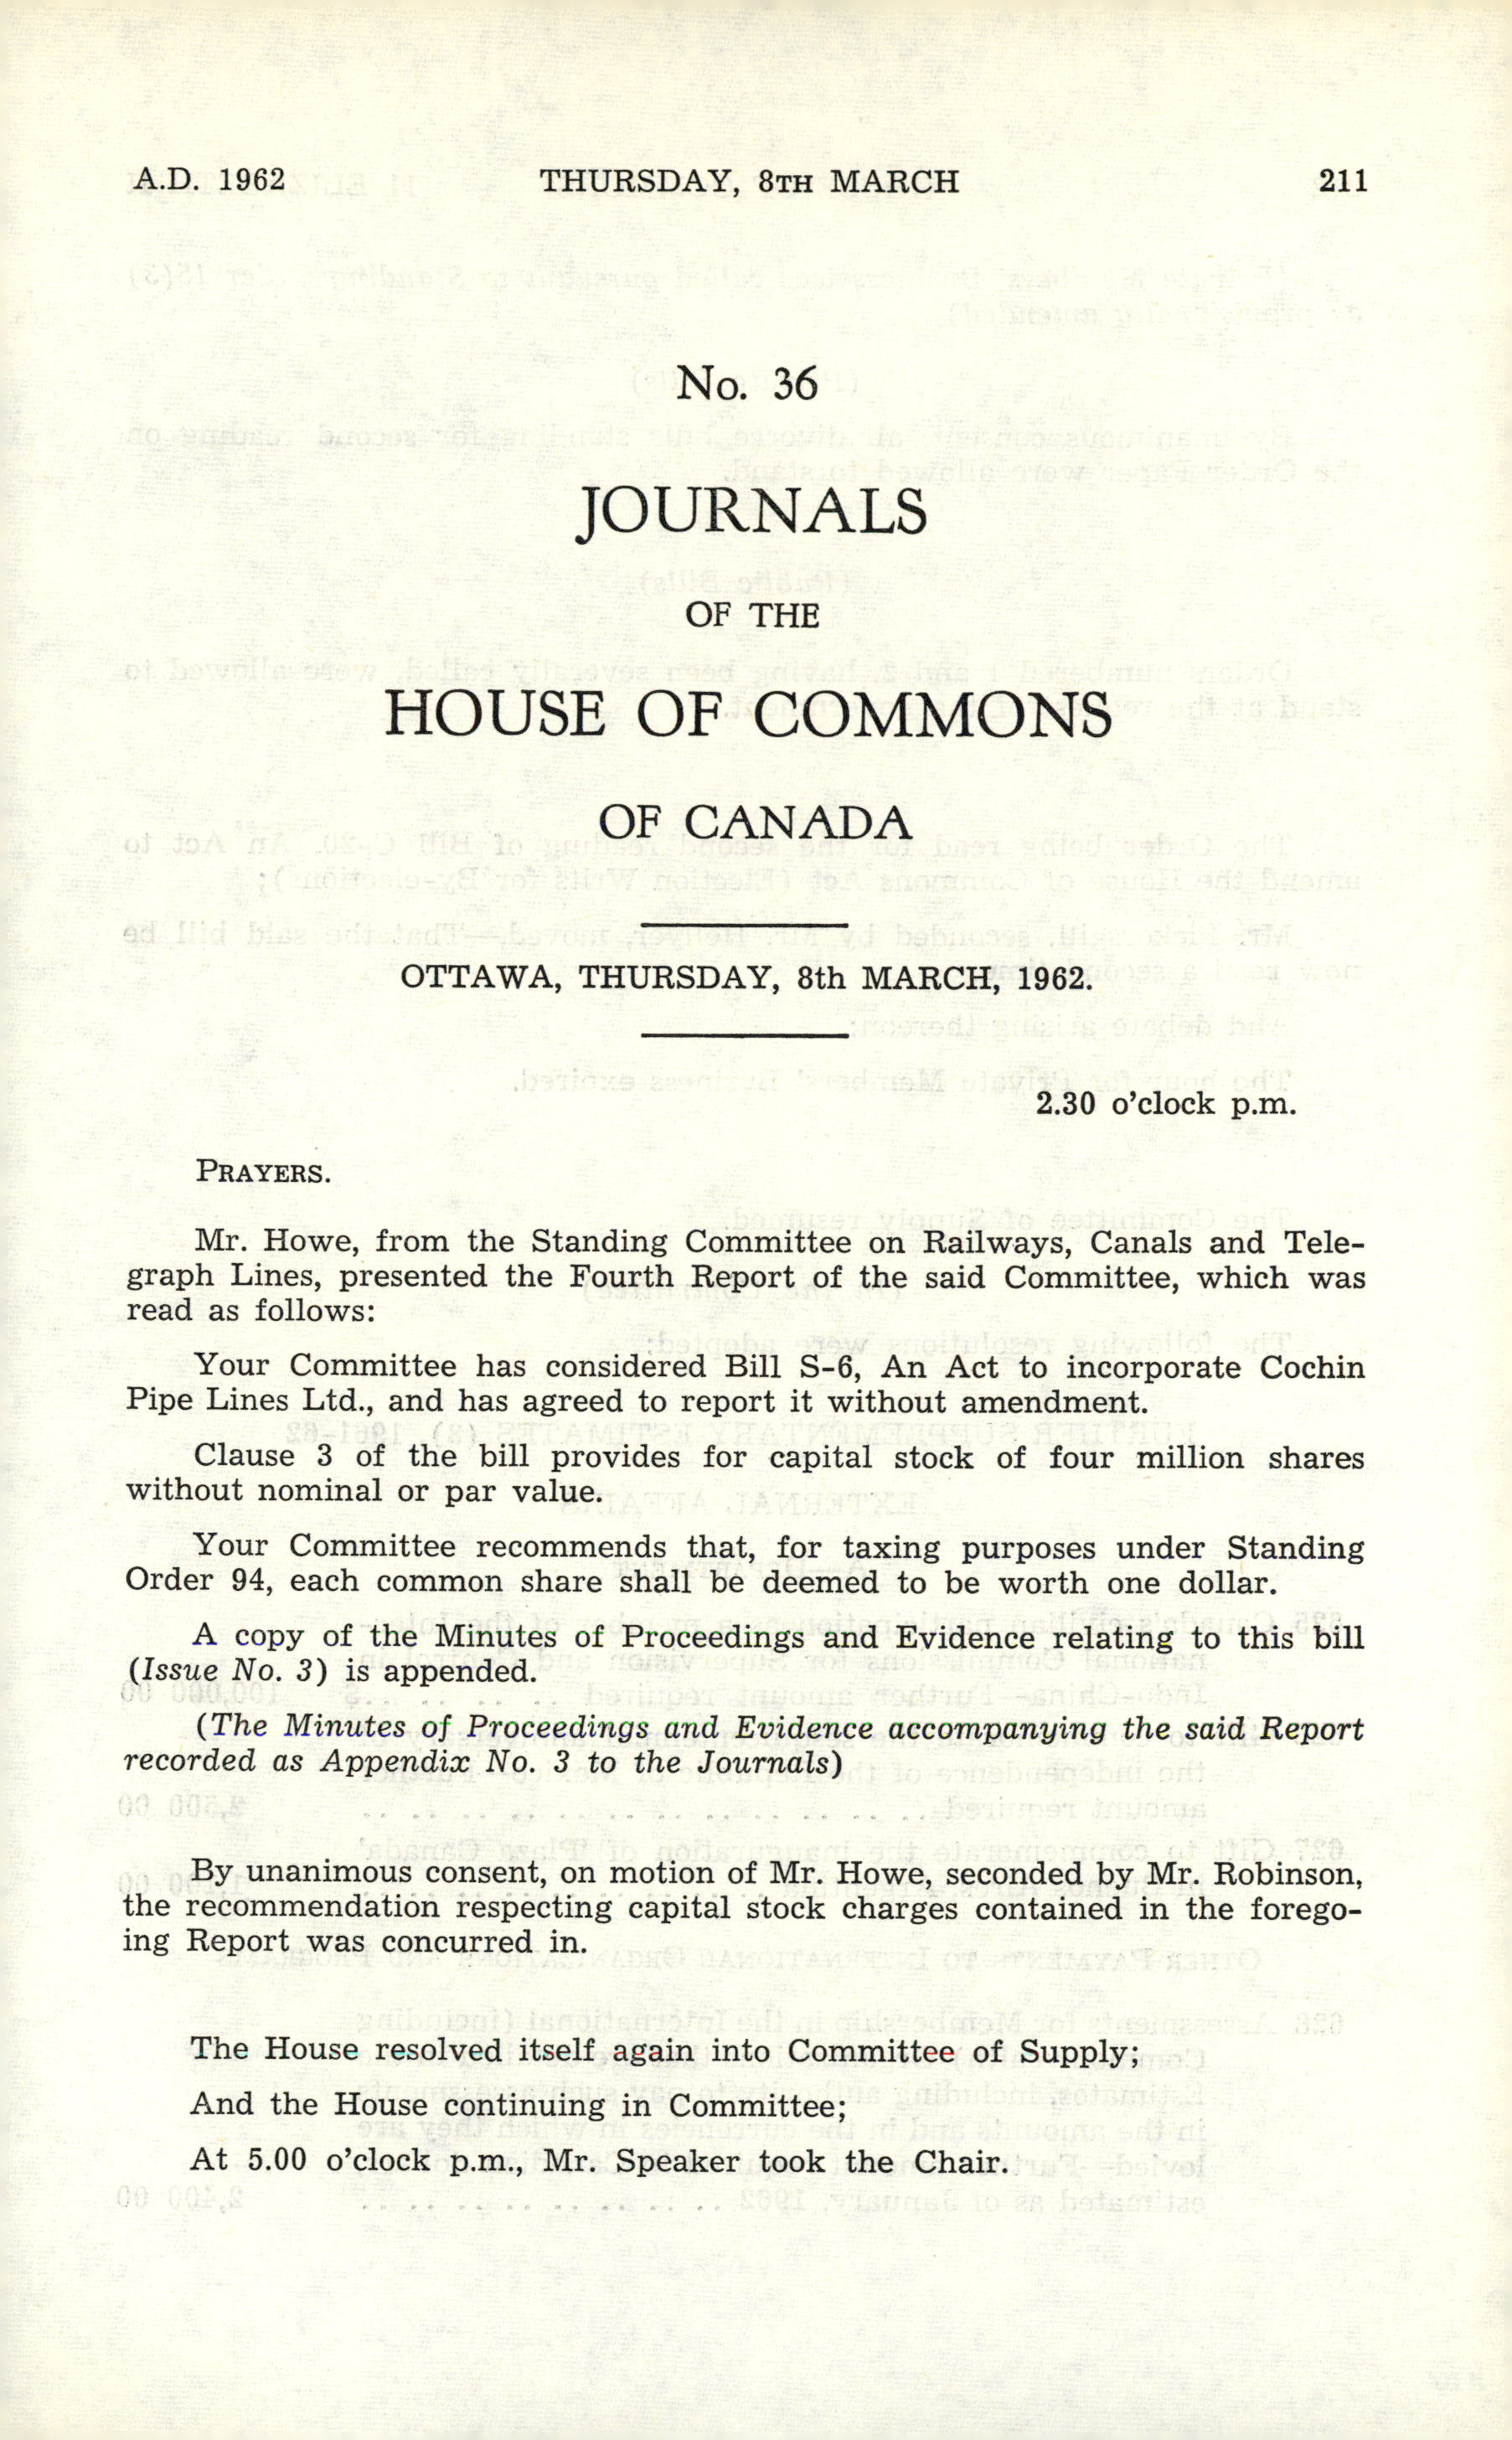 A.D. 1962 THURSDAY, 8TH MARCH 211
No. 36
JOURNALS
OF THE
HOUSE OF COMMONS
OF CANADA
OTTAWA, THURSDAY, 8th MARCH, 1962.
2.30 o'clock p.m.
PRAYERS.
Mr. Howe, from the Standing Committee on Railways, Canals and Tele-
graph Lines, presented the Fourth Report of the said Committee, which was
read as follows:
Your Committee has considered Bill S-6, An Act to incorporate Cochin
Pipe Lines Ltd., and has agreed to report it without amendment.
Clause 3 of the bill provides for capital stock of four million shares
without nominal or par value.
Your Committee recommends that, for taxing purposes under Standing
Order 94, each common share shall be deemed to be worth one dollar.
A copy of the Minutes of Proceedings and Evidence relating to this bill
(Issue No. 3) is appended.
(The Minutes of Proceedings and Evidence accompanying the said Report
recorded as Appendix No. 3 to the Journals)
By unanimous consent, on motion of Mr. Howe, seconded by Mr. Robinson,
the recommendation respecting capital stock charges contained in the forego-
ing Report was concurred in.
The House resolved itself again into Committee of Supply;
And the House continuing in Committee;
At 5.00 o'clock p.m., Mr. Speaker took the Chair.